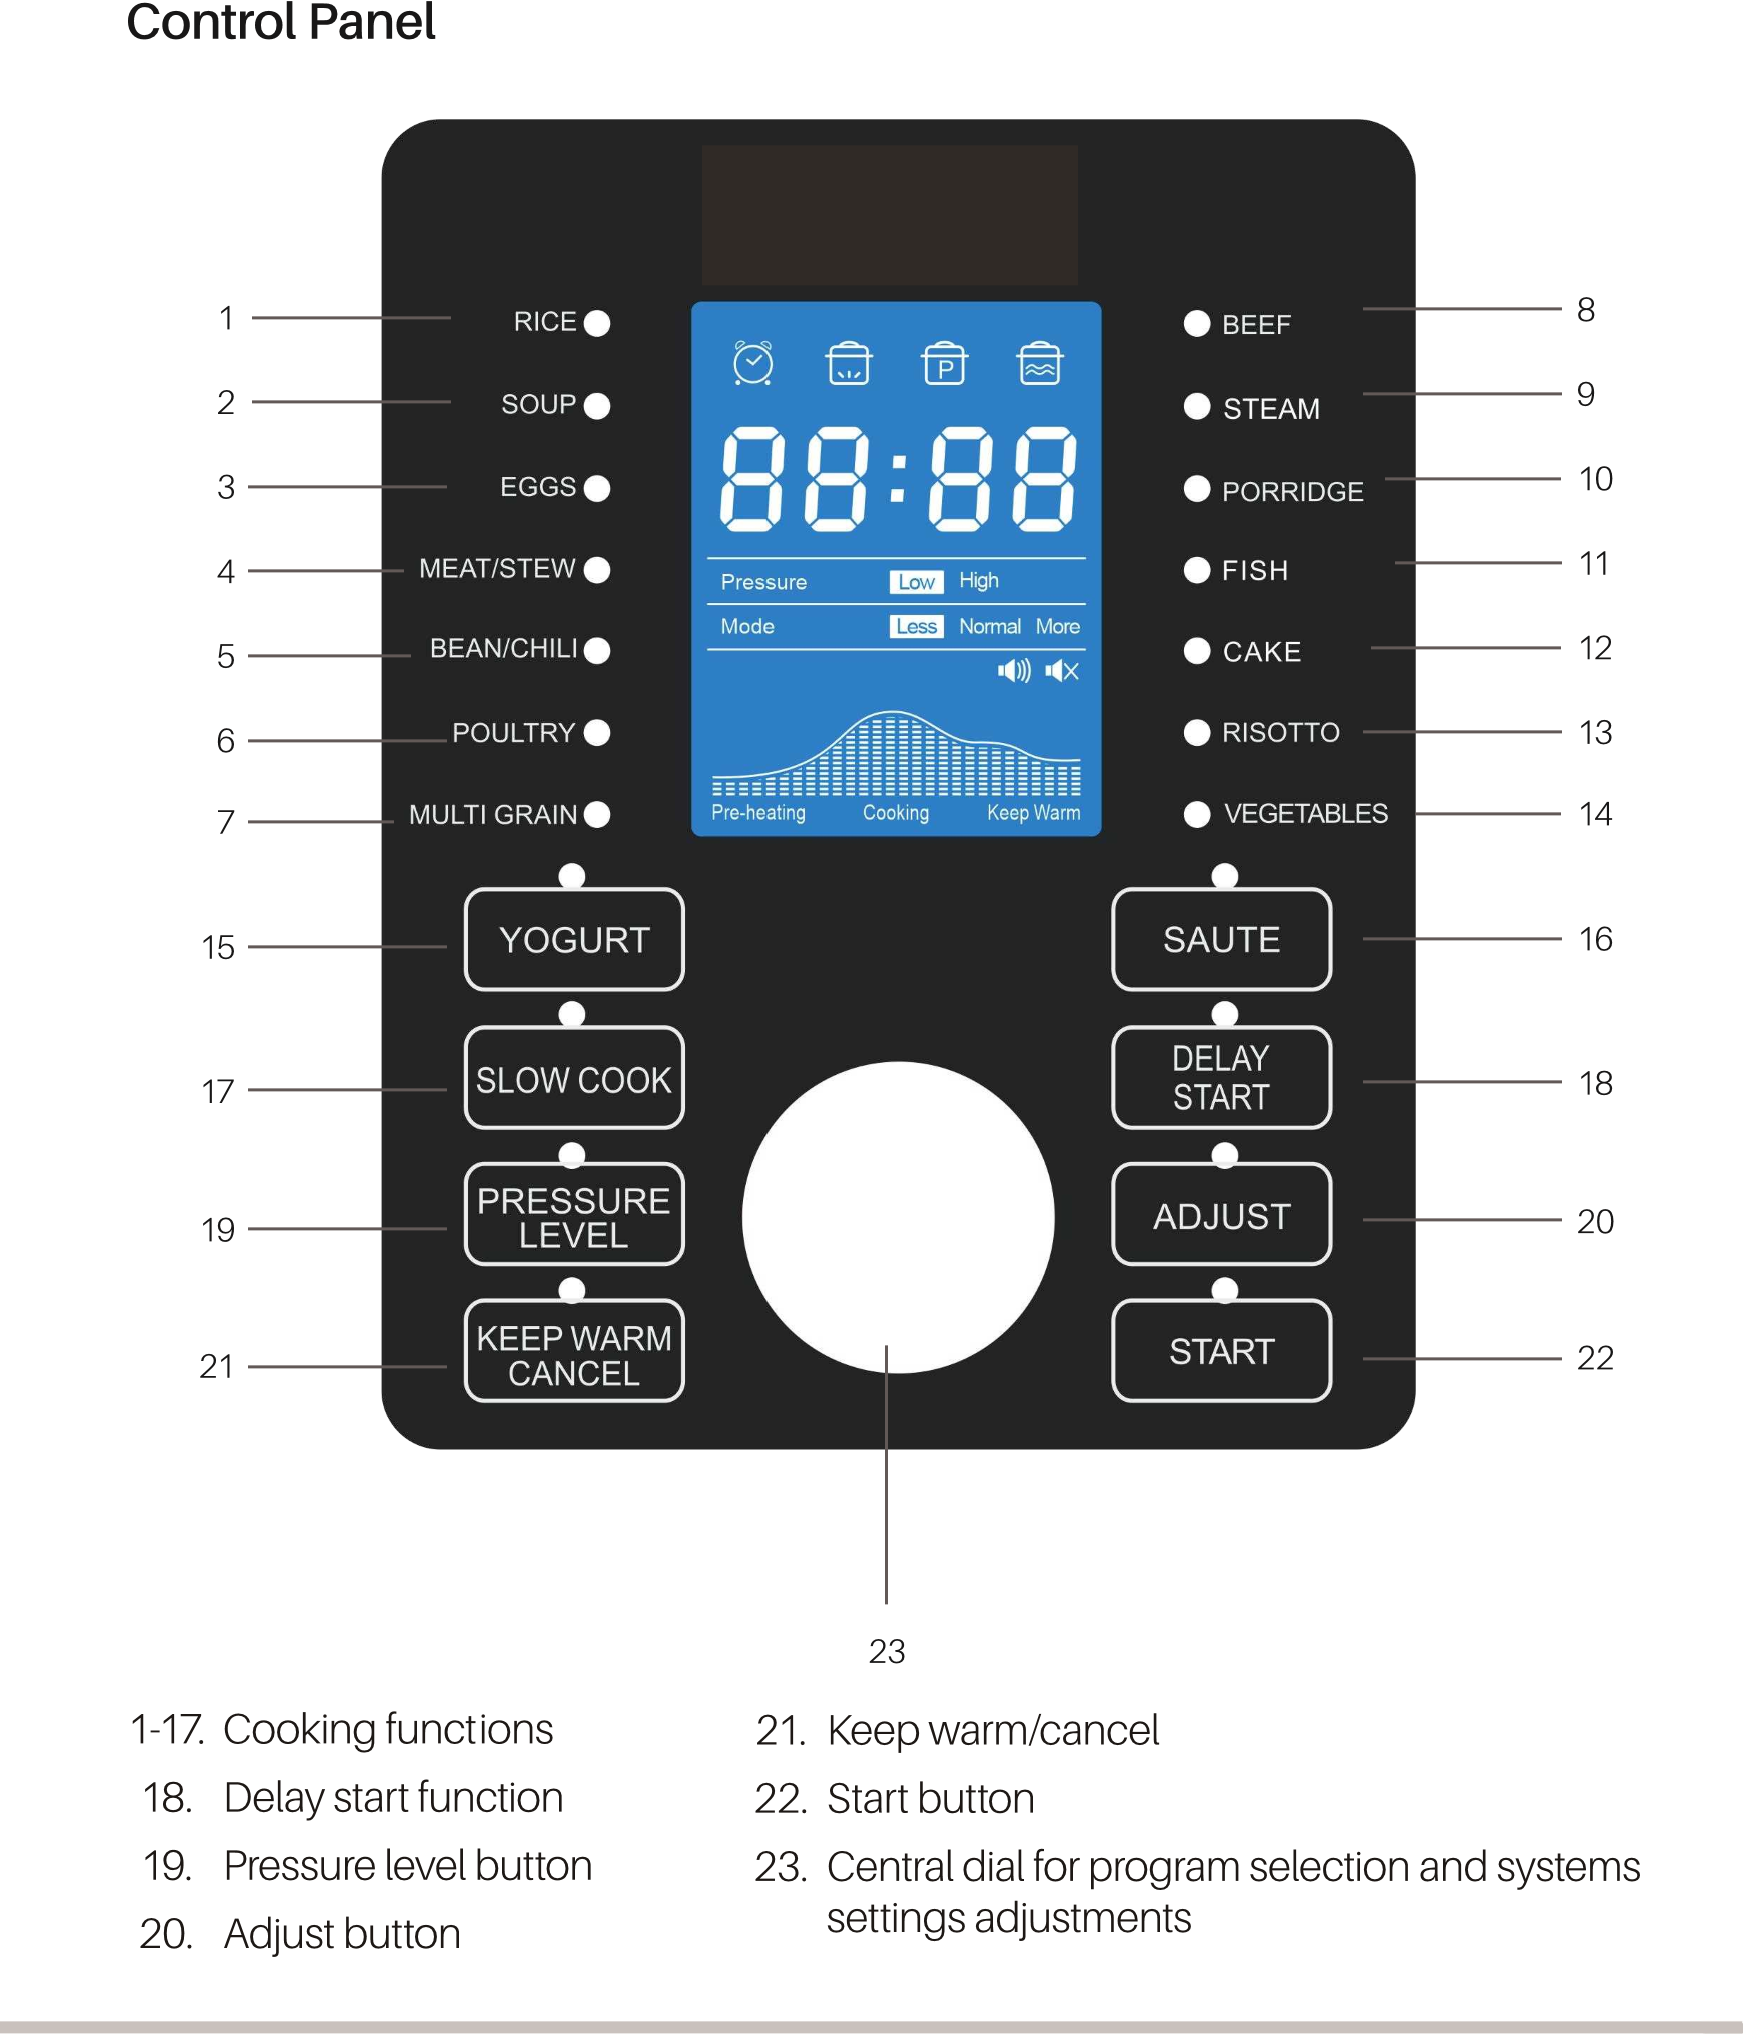 Control Panel
1 RICE BEEF 8
2 SOUP STEAM 9
3 EGGS PORRIDGE 10
4 MEAT/STEW FISH 11
5 BEAN/CHILI CAKE 12
6 POULTRY RISOTTO 13
7 MULTI GRAIN VEGETABLES 14
P
88:88
Pressure Low High
Mode Less Normal More
Pre-heating Cooking Keep Warm
15 YOGURT SAUTE 16
17 SLOW COOK
DELAY
START 18
19 PRESSURE
LEVEL
ADJUST 20
21 KEEP WARM
CANCEL
START 22
23
1-17. Cooking functions
18. Delay start function
19. Pressure level button
20. Adjust button
21. Keep warm/cancel
22. Start button
23. Central dial for program selection and systems
settings adjustments